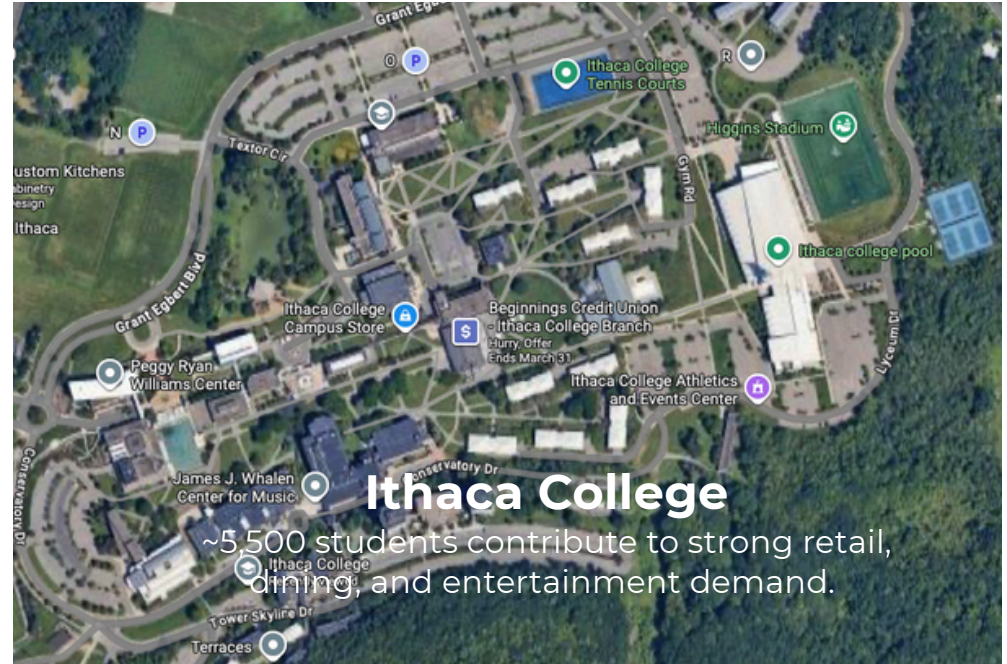 Grant Egb
O
P
Ithaca College
Tennis Courts
R
N
P
Higgins Stadium
Textor Cir
ustom Kitchens
abinetry
esign
Ithaca
Gym Rd
Ithaca college pool
Grant Egbert Blvd
Ithaca College
Campus Store
Beginnings Credit Union
- Ithaca College Branch
Hurry, Offer
Ends March 31
$
Lyceum Dr
Peggy Ryan
Williams Center
Ithaca College Athletics
and Events Center
Conservatory Dr
Conservatory Dr
James J. Whalen
Center for Music
Ithaca College
~5,500 students contribute to strong retail,
dining, and entertainment demand.
Ithaca College
Tower Skyline Dr
Terraces